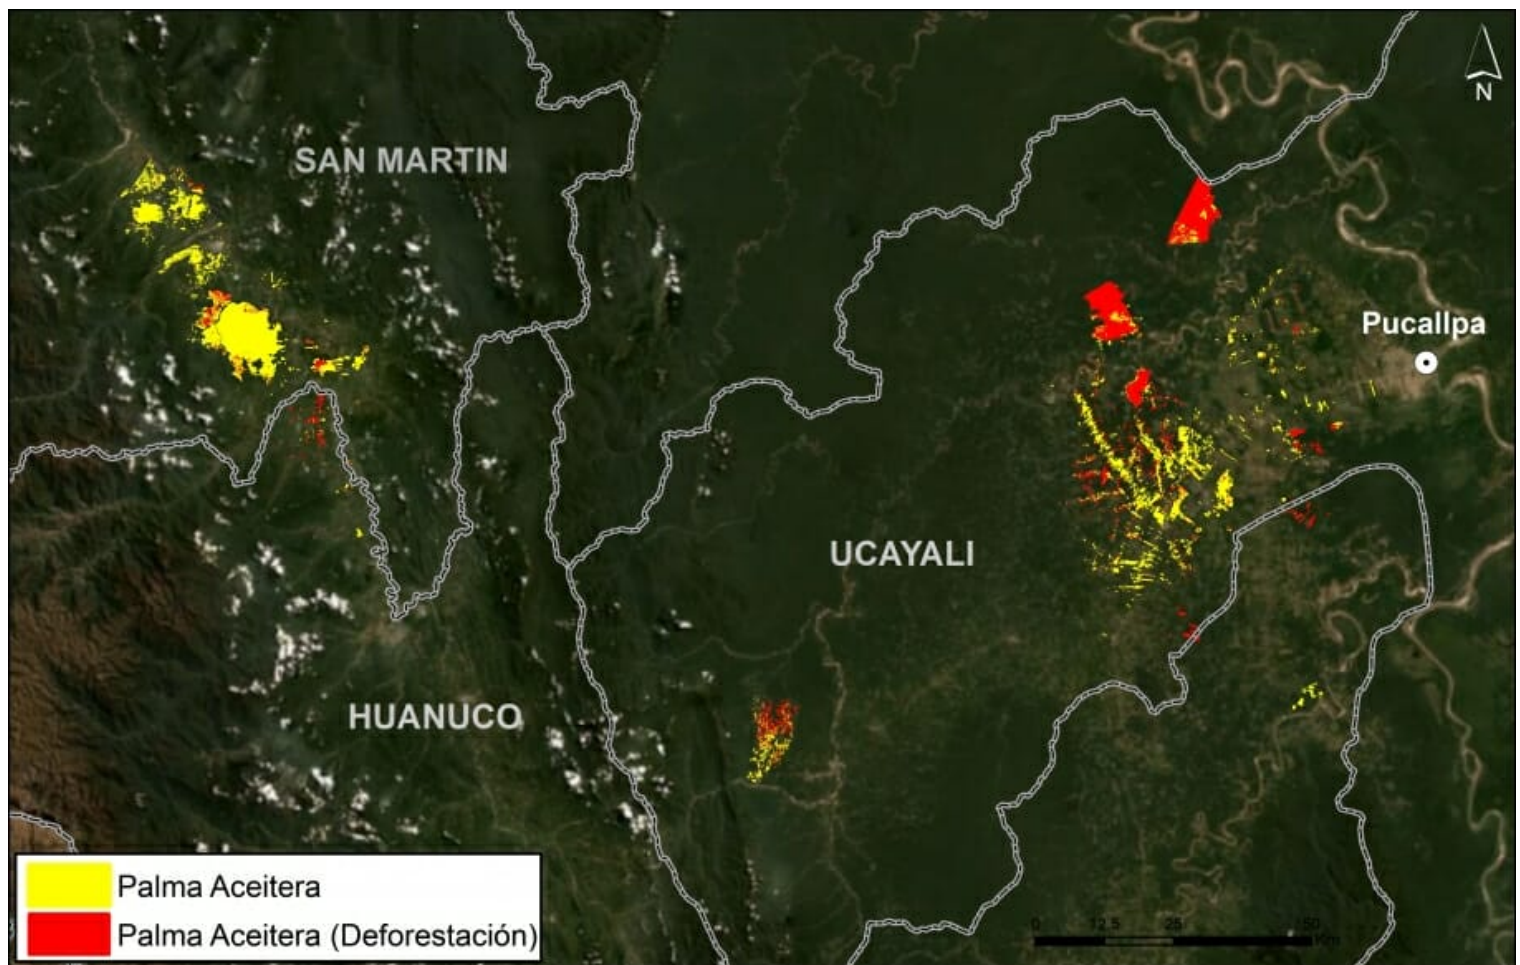 N
SAN MARTIN
Pucallpa
UCAYALI
HUANUCO
Palma Aceitera
Palma Aceitera (Deforestación)
0 12.5 25 50
Km